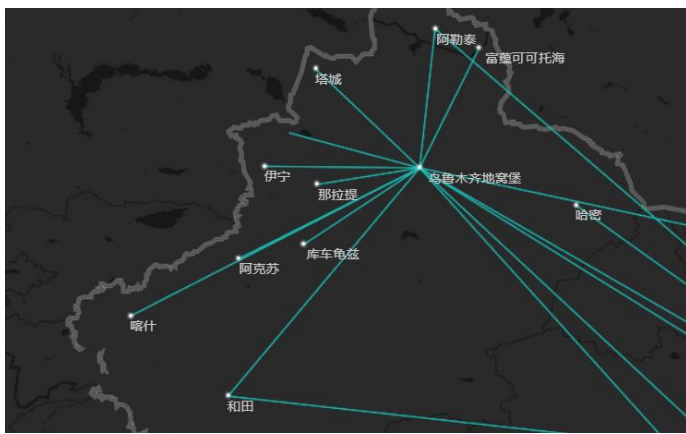 阿勒泰
富蕴可可托海
塔城
伊宁
乌鲁木齐地窝堡
那拉提
哈密
库车龟兹
阿克苏
喀什
和田